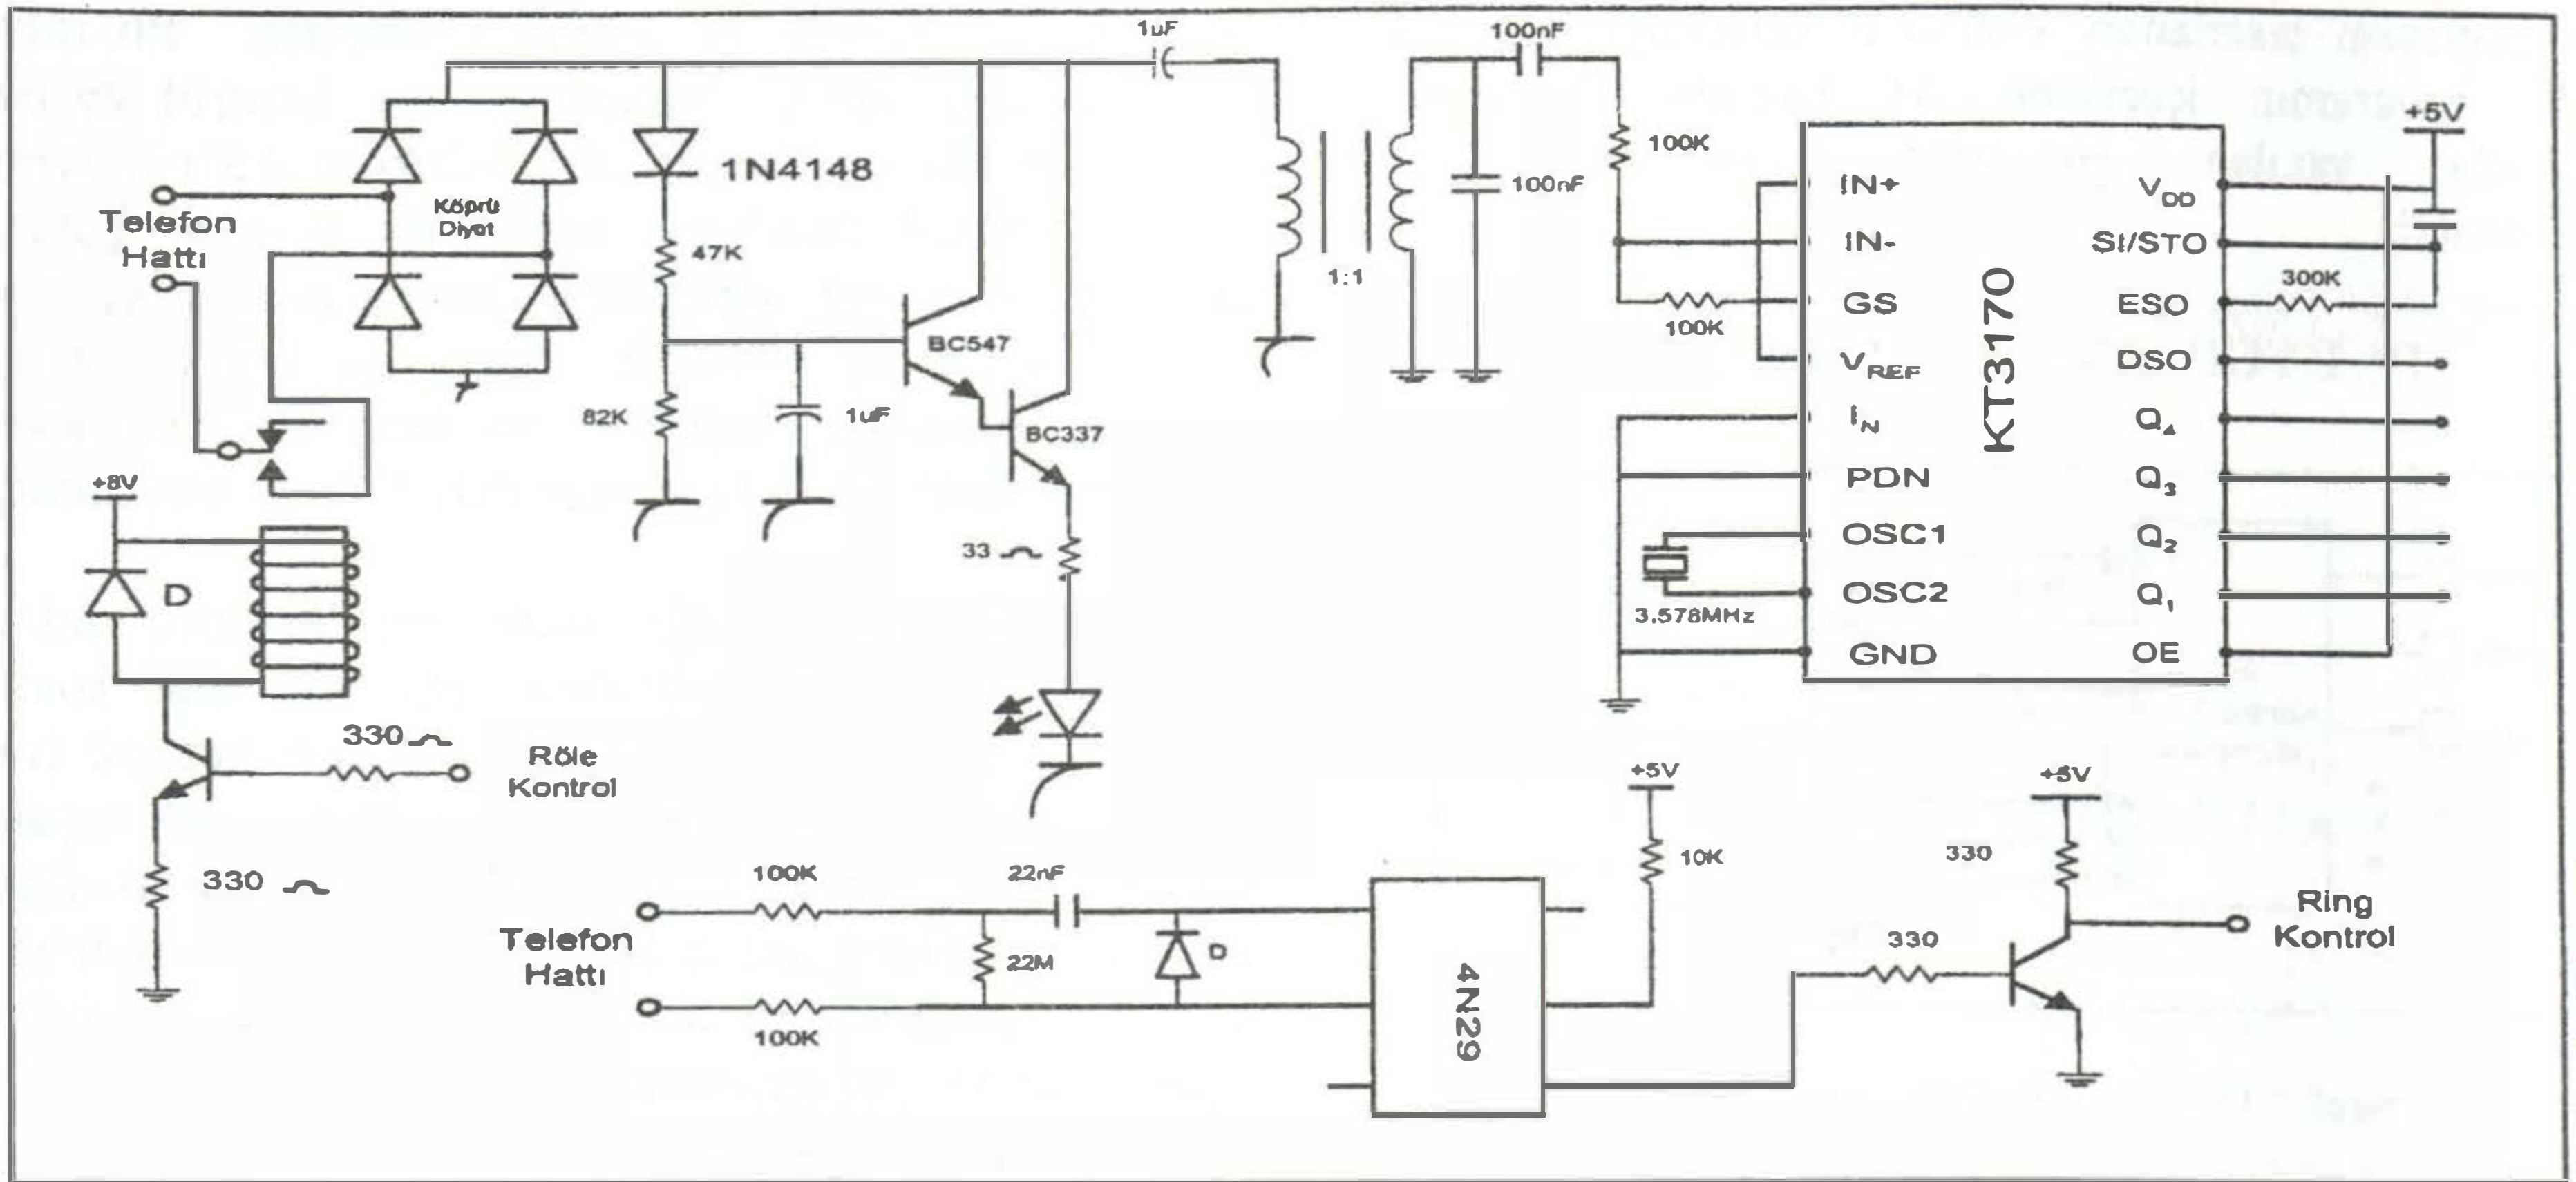 1uF
100nF
+5V
1N4148
100K
100nF
Köprü
Diyot
Telefon
Hattı
47K
1:1
100K
BC547
82K
1uF
BC337
+8V
33
D
3.578MHz
KT3170
IN+
IN-
GS
VREF
IN
PDN
OSC1
OSC2
GND
VDD
SI/STO
ESO
DSO
Q4
Q3
Q2
Q1
OE
300K
330
Röle
Kontrol
330
+5V
10K
+5V
330
Ring
Kontrol
330
100K
22nF
Telefon
Hattı
22M
D
100K
4N29